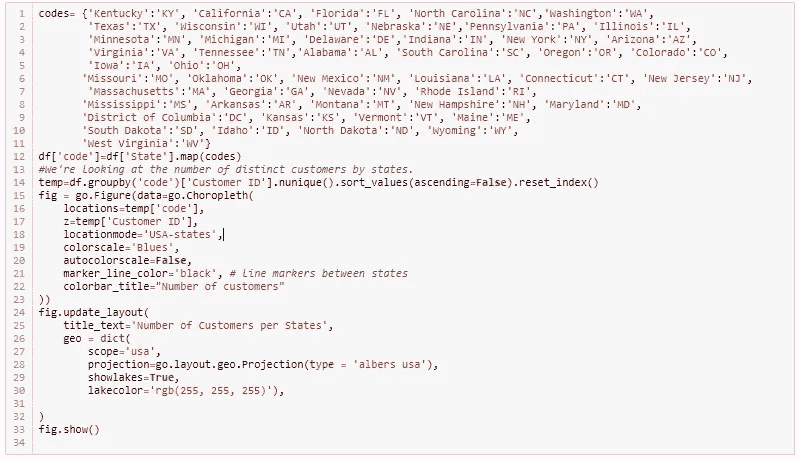 1 codes= {'Kentucky':'KY', 'California':'CA', 'Florida':'FL', 'North Carolina':'NC','Washington':'WA',
2 'Texas':'TX', 'Wisconsin':'WI', 'Utah':'UT', 'Nebraska':'NE','Pennsylvania':'PA', 'Illinois':'IL',
3 'Minnesota':'MN', 'Michigan':'MI', 'Delaware':'DE','Indiana':'IN', 'New York':'NY', 'Arizona':'AZ',
4 'Virginia':'VA', 'Tennessee':'TN','Alabama':'AL', 'South Carolina':'SC', 'Oregon':'OR', 'Colorado':'CO',
5 'Iowa':'IA', 'Ohio':'OH',
6 'Missouri':'MO', 'Oklahoma':'OK', 'New Mexico':'NM', 'Louisiana':'LA', 'Connecticut':'CT', 'New Jersey':'NJ',
7 'Massachusetts':'MA', 'Georgia':'GA', 'Nevada':'NV', 'Rhode Island':'RI',
8 'Mississippi':'MS', 'Arkansas':'AR', 'Montana':'MT', 'New Hampshire':'NH', 'Maryland':'MD',
9 'District of Columbia':'DC', 'Kansas':'KS', 'Vermont':'VT', 'Maine':'ME',
10 'South Dakota':'SD', 'Idaho':'ID', 'North Dakota':'ND', 'Wyoming':'WY',
11 'West Virginia':'WV'}
12 df['code']=df['State'].map(codes)
13 #We're looking at the number of distinct customers by states.
14 temp=df.groupby('code')['Customer ID'].nunique().sort_values(ascending=False).reset_index()
15 fig = go.Figure(data=go.Choropleth(
16 locations=temp['code'],
17 z=temp['Customer ID'],
18 locationmode='USA-states',
19 colorscale='Blues',
20 autocolorscale=False,
21 marker_line_color='black', # line markers between states
22 colorbar_title="Number of customers"
23 ))
24 fig.update_layout(
25 title_text='Number of Customers per States',
26 geo = dict(
27 scope='usa',
28 projection=go.layout.geo.Projection(type = 'albers usa'),
29 showlakes=True,
30 lakecolor='rgb(255, 255, 255)'),
31
32 )
33 fig.show()
34